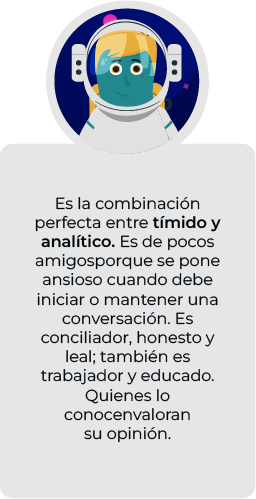 Es la combinación
perfecta entre tímido y
analítico. Es de pocos
amigosporque se pone
ansioso cuando debe
iniciar o mantener una
conversación. Es
conciliador, honesto y
leal; también es
trabajador y educado.
Quienes lo
conocenvaloran
su opinión.